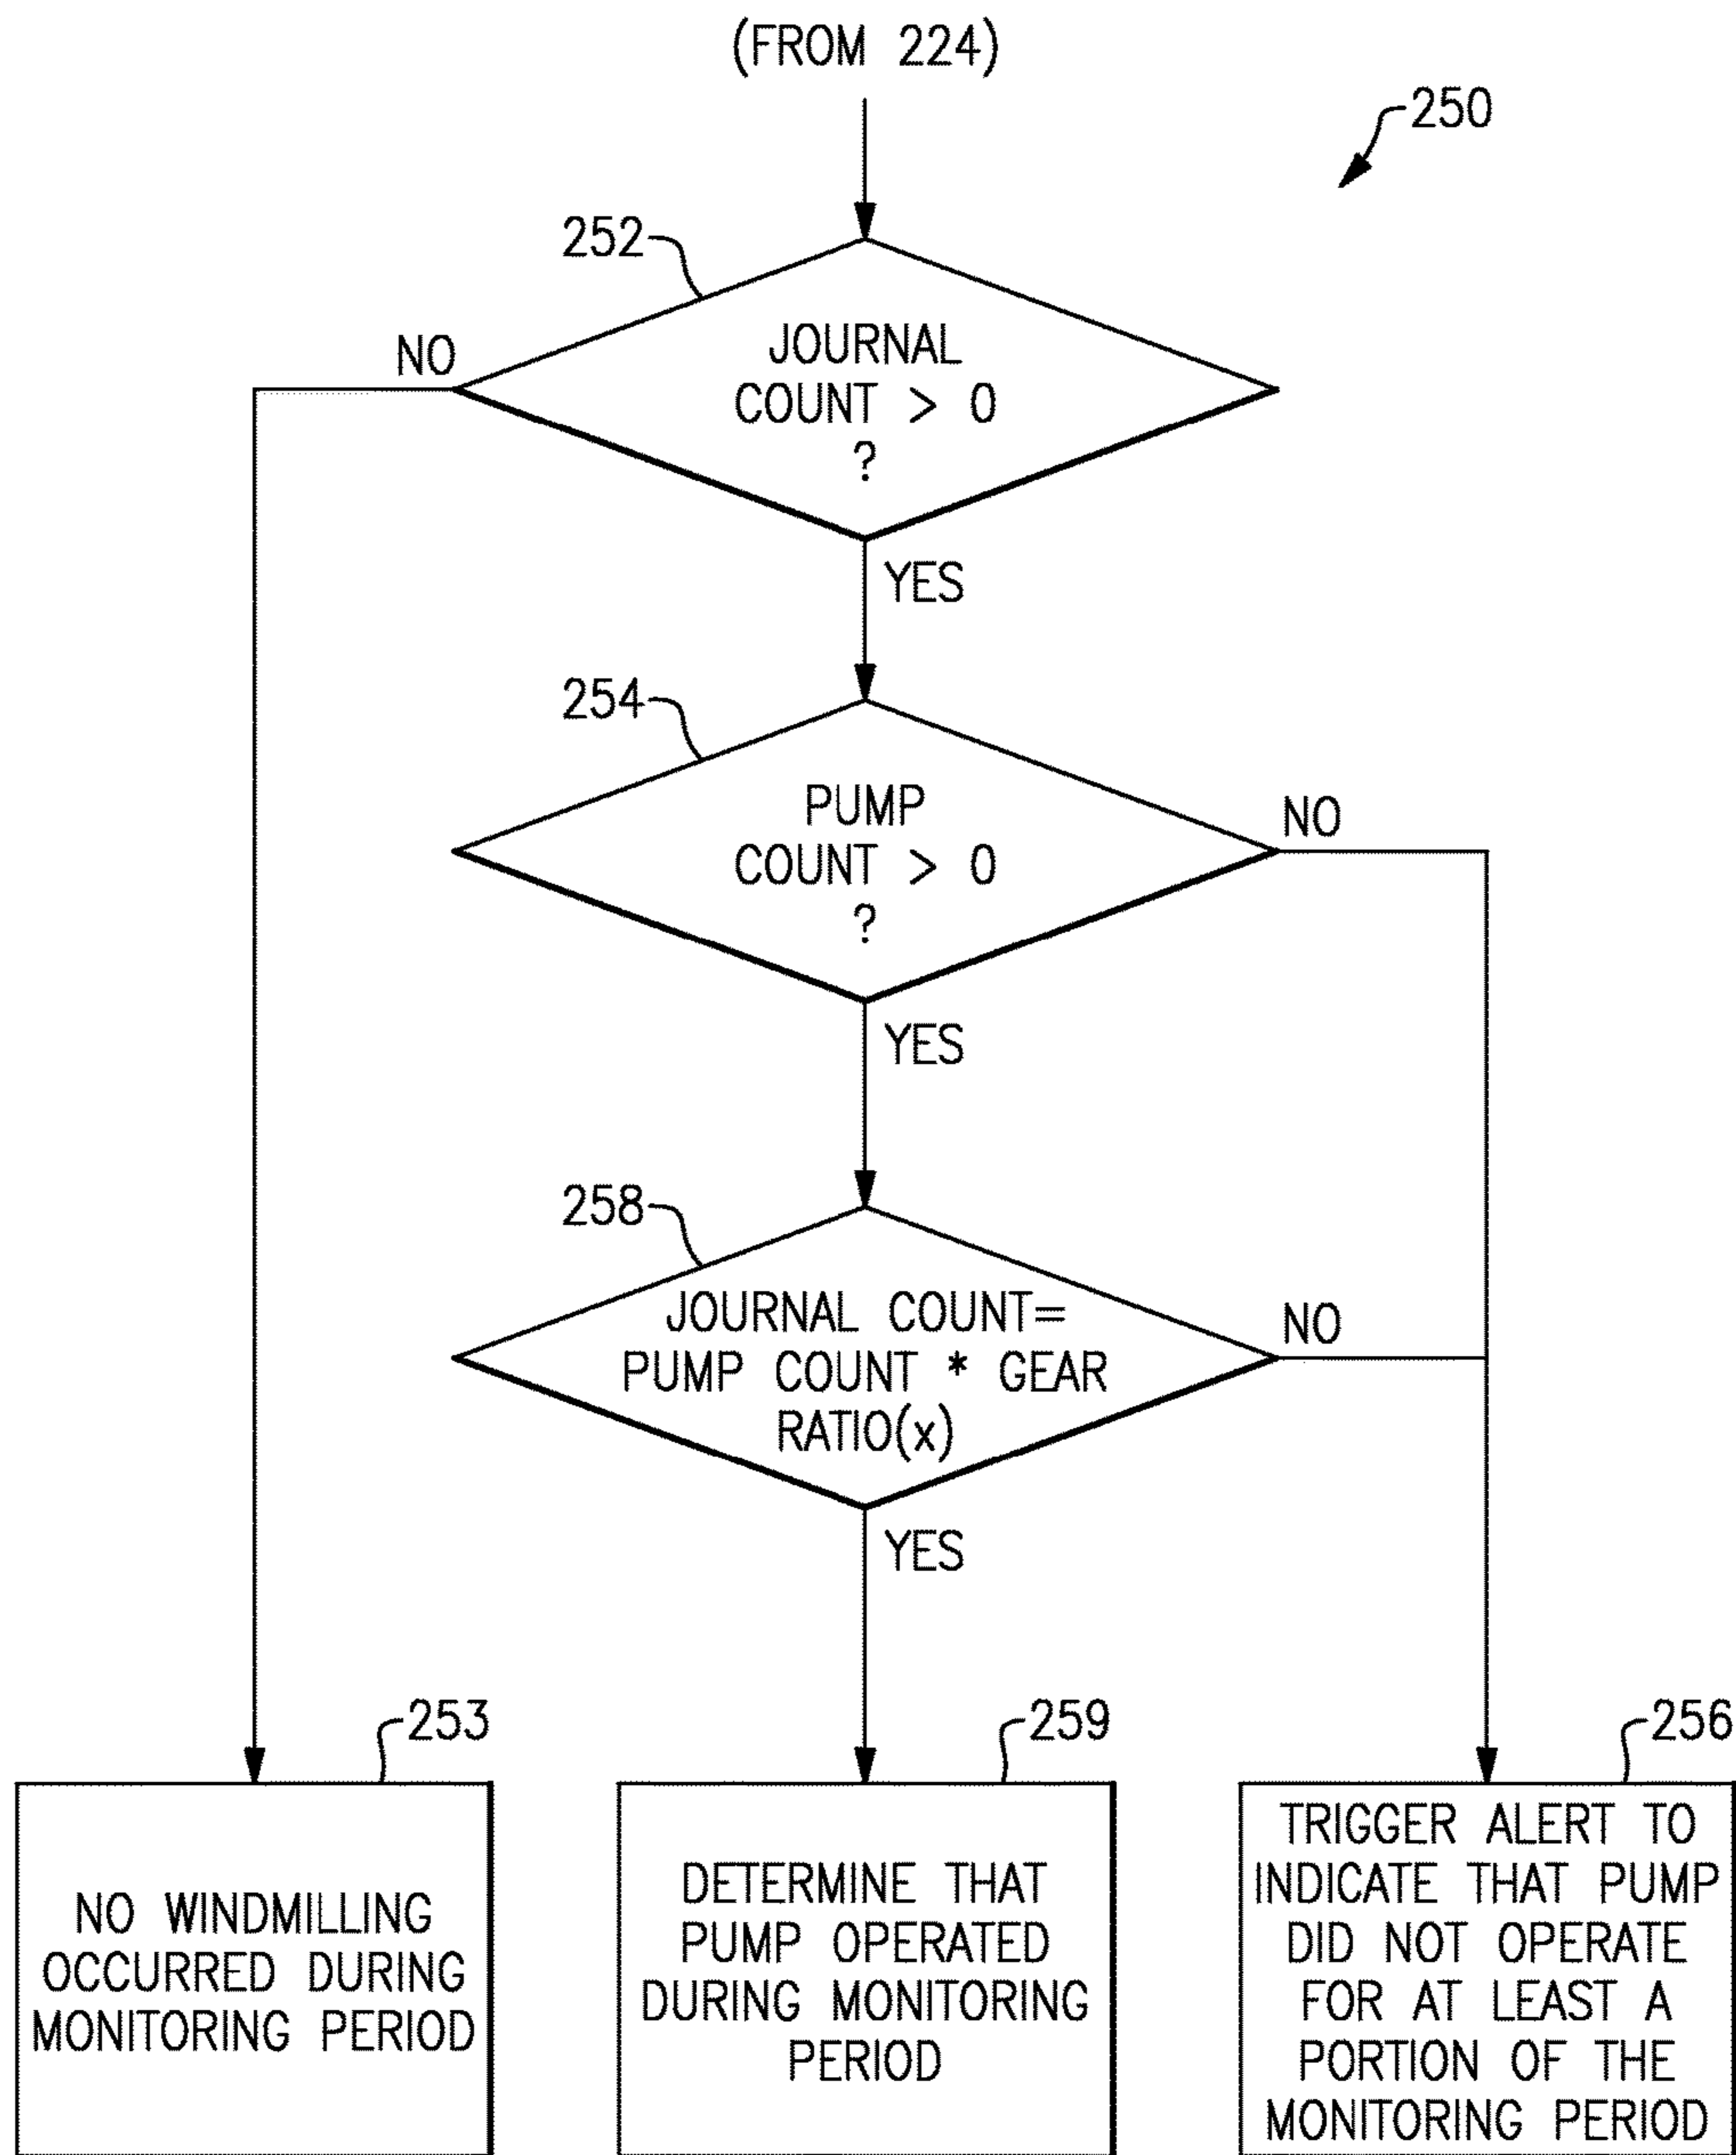 (FROM 224)
250
252
JOURNAL
COUNT > 0
?
NO
YES
254
PUMP
COUNT > 0
?
NO
YES
258
JOURNAL COUNT=
PUMP COUNT * GEAR
RATIO(x)
NO
YES
253
NO WINDMILLING
OCCURRED DURING
MONITORING PERIOD
259
DETERMINE THAT
PUMP OPERATED
DURING MONITORING
PERIOD
256
TRIGGER ALERT TO
INDICATE THAT PUMP
DID NOT OPERATE
FOR AT LEAST A
PORTION OF THE
MONITORING PERIOD